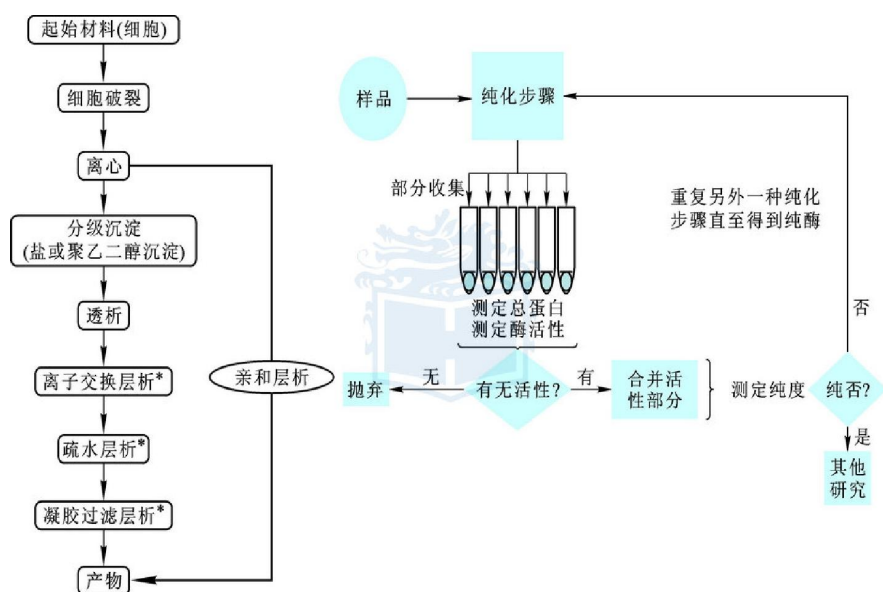 起始材料(细胞)
细胞破裂
离心
分级沉淀
(盐或聚乙二醇沉淀)
透析
离子交换层析*
疏水层析*
凝胶过滤层析*
产物
亲和层析
样品
纯化步骤
部分收集
重复另外一种纯化
步骤直至得到纯酶
测定总蛋白
测定酶活性
抛弃
无
有无活性?
有
合并活
性部分
测定纯度
纯否?
否
是
其他
研究